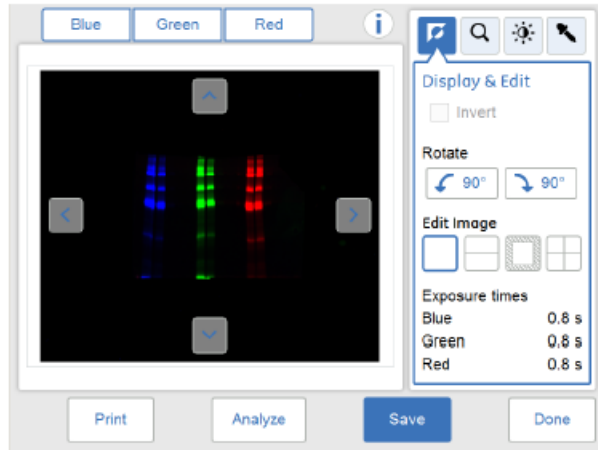 Blue Green Red i
Display & Edit
Invert
Rotate
90° 90°
Edit Image
Exposure times
Blue 0.8 s
Green 0.8 s
Red 0.8 s
Print Analyze Save Done